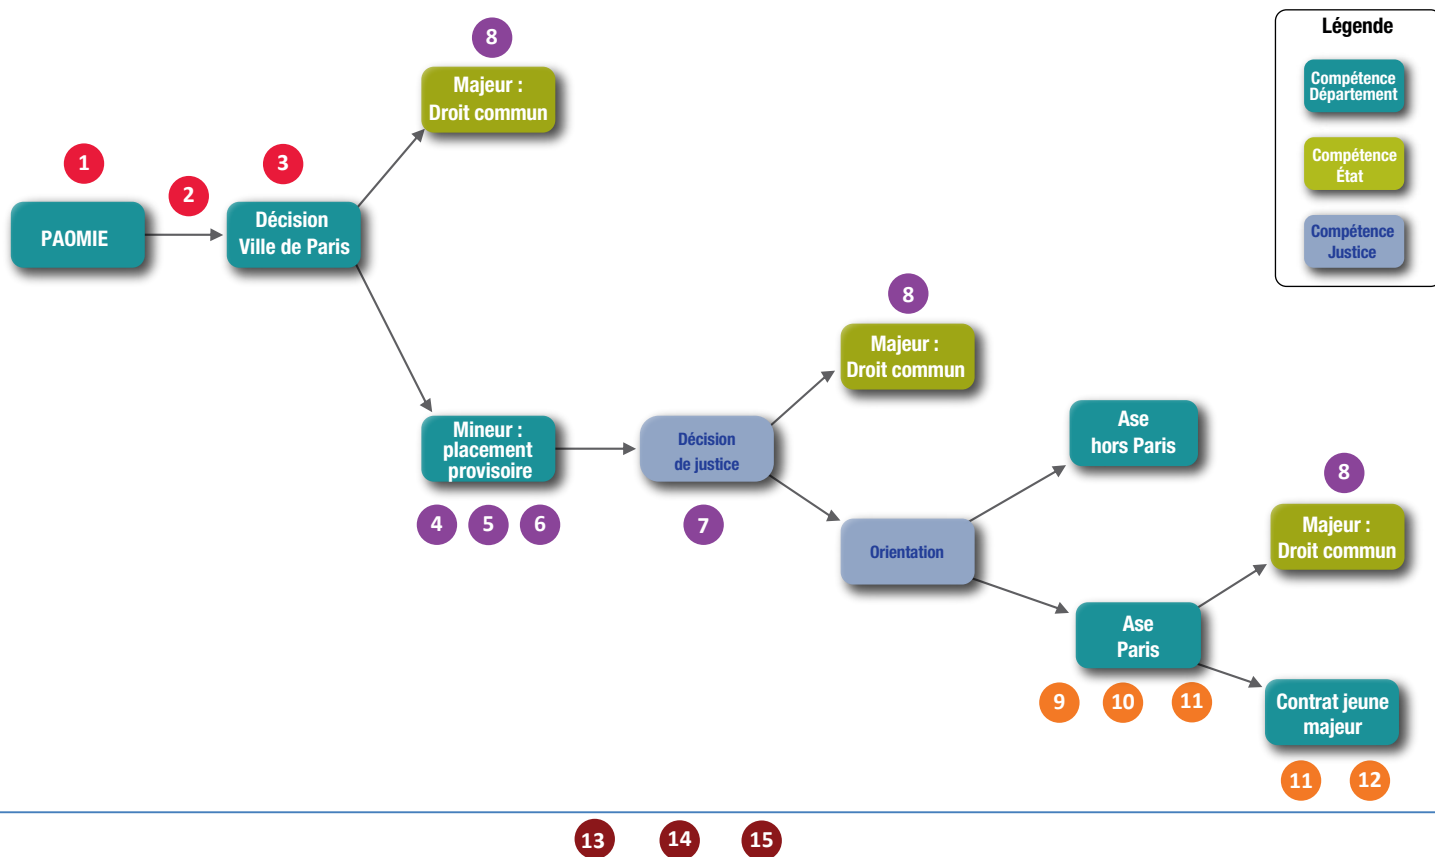 8
Majeur :
Droit commun
1
2
3
PAOMIE
Décision
Ville de Paris
Légende
Compétence
Département
Compétence
État
Compétence
Justice
8
Majeur :
Droit commun
Mineur :
placement
provisoire
4 5 6
Décision
de justice
7
Orientation
Ase
hors Paris
8
Majeur :
Droit commun
Ase
Paris
9 10 11
Contrat jeune
majeur
11 12
13 14 15